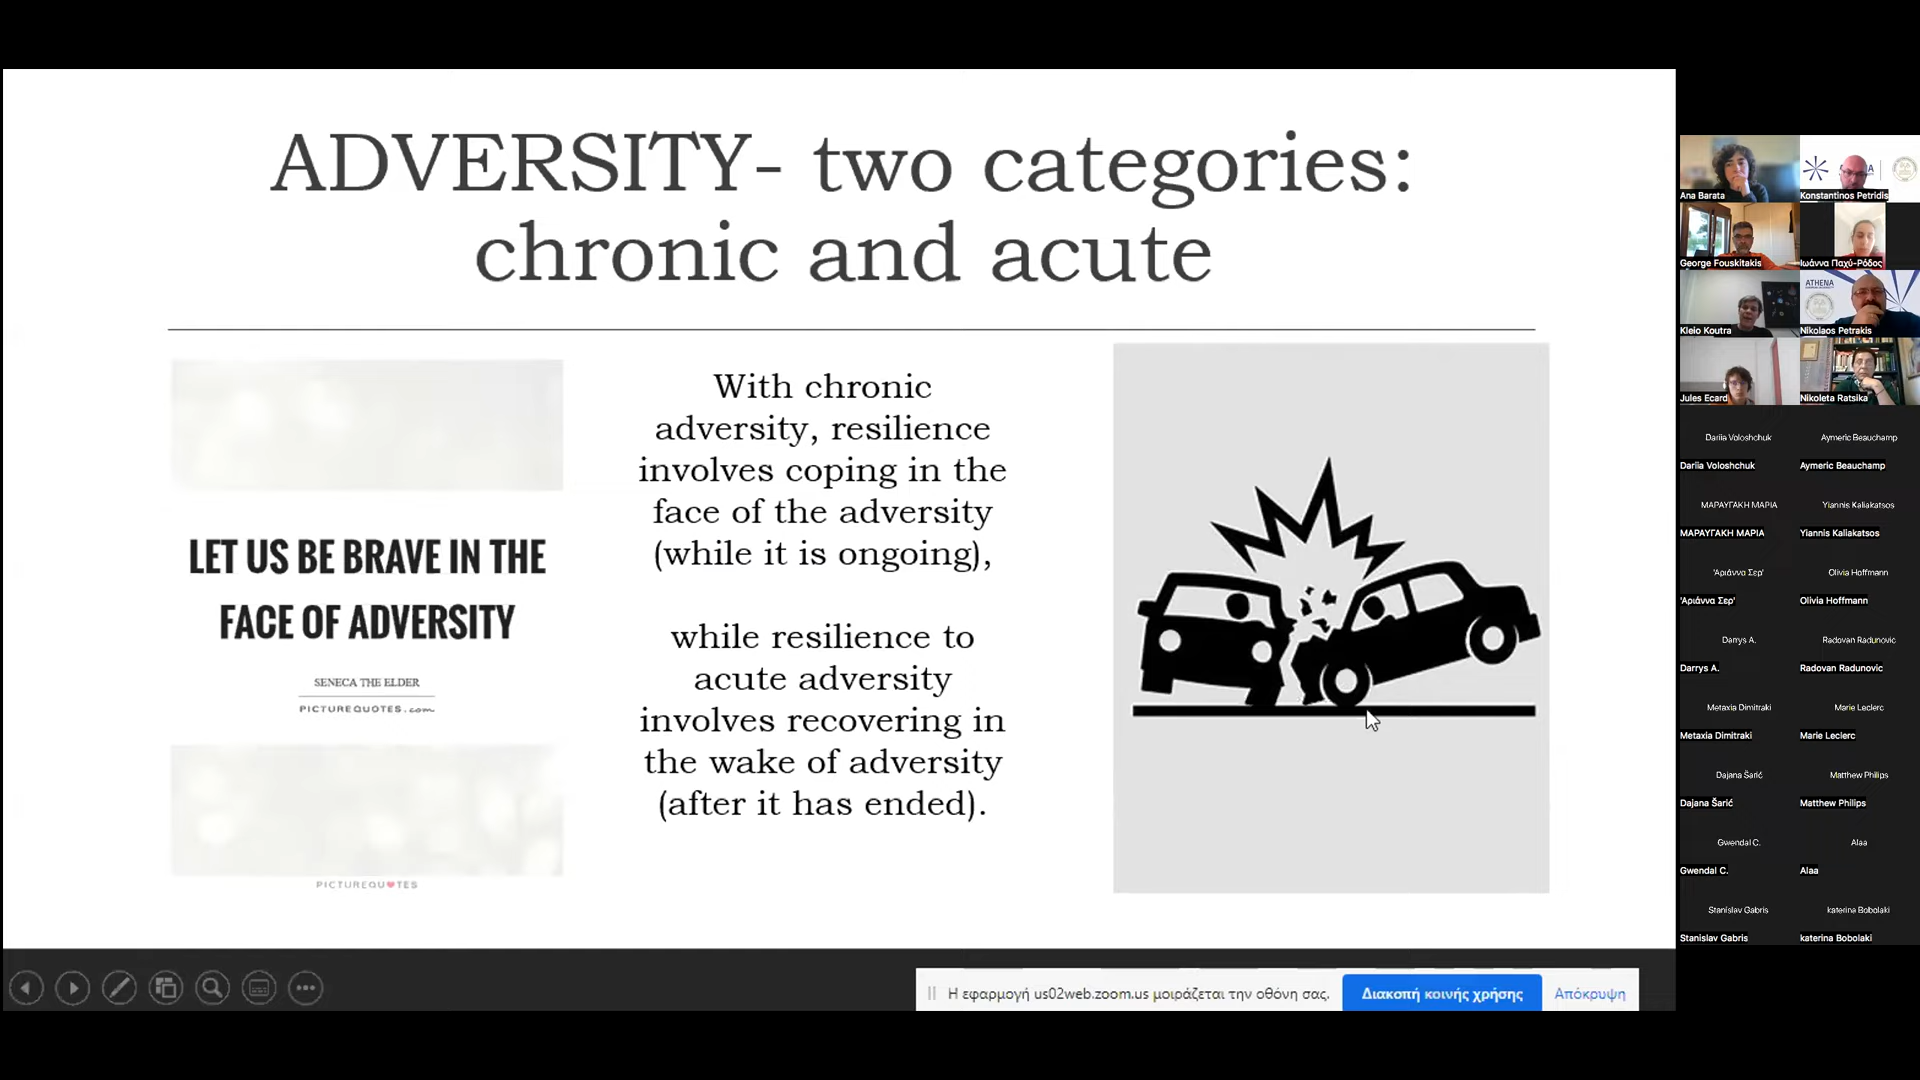 ADVERSITY- two categories:
chronic and acute
LET US BE BRAVE IN THE
FACE OF ADVERSITY
SENECA THE ELDER
PICTUREQUOTES.com
PICTUREQUOTES
With chronic
adversity, resilience
involves coping in the
face of the adversity
(while it is ongoing),
while resilience to
acute adversity
involves recovering in
the wake of adversity
(after it has ended).
Η εφαρμογή us02web.zoom.us μοιράζεται την οθόνη σας.
Διακοπή κοινής χρήσης
Απόκρυψη
Ana Barata
Konstantinos Petridis
George Fouskitakis
Ιωάννα Παχύ-Ρόδος
ATHENA
Kleio Koutra
Nikolaos Petrakis
Jules Ecard
Nikoleta Ratsika
Dariia Voloshchuk
Aymeric Beauchamp
Dariia Voloshchuk
Aymeric Beauchamp
ΜΑΡΑΥΓΑΚΗ ΜΑΡΙΑ
Yiannis Kaliakatsos
ΜΑΡΑΥΓΑΚΗ ΜΑΡΙΑ
Yiannis Kaliakatsos
'Αριάννα Σερ'
Olivia Hoffmann
'Αριάννα Σερ'
Olivia Hoffmann
Darrys A.
Radovan Radunovic
Darrys A.
Radovan Radunovic
Metaxia Dimitraki
Marie Leclerc
Metaxia Dimitraki
Marie Leclerc
Dajana Šarić
Matthew Philips
Dajana Šarić
Matthew Philips
Gwendal C.
Alaa
Gwendal C.
Alaa
Stanislav Gabris
katerina Bobolaki
Stanislav Gabris
katerina Bobolaki